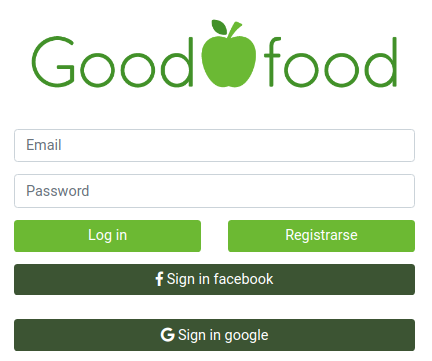 Good food
Email
Password
Log in Registrarse
Sign in facebook
Sign in google